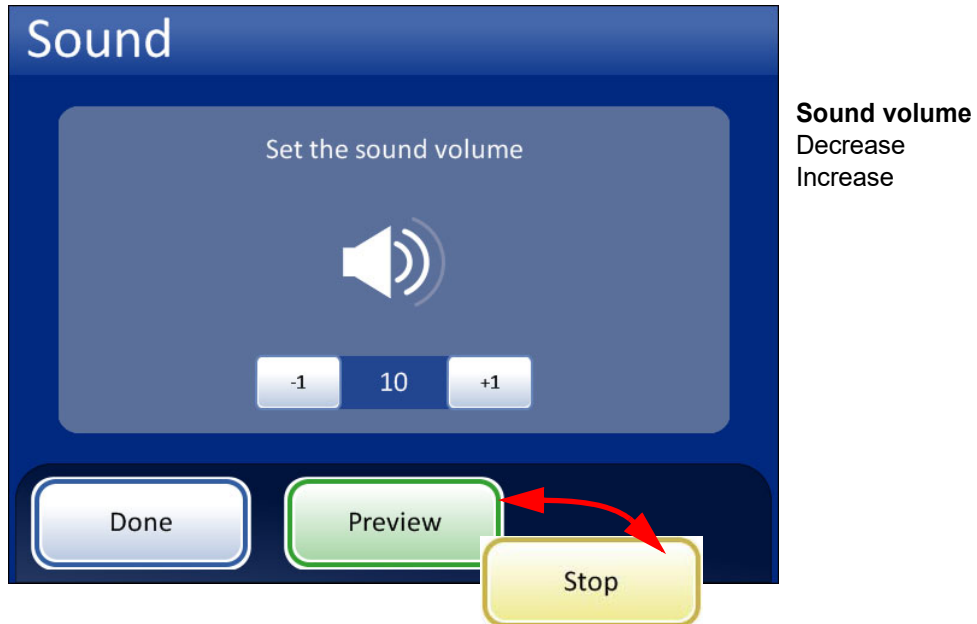 Sound
Set the sound volume
-1 10 +1
Done Preview
Stop
Sound volume
Decrease
Increase